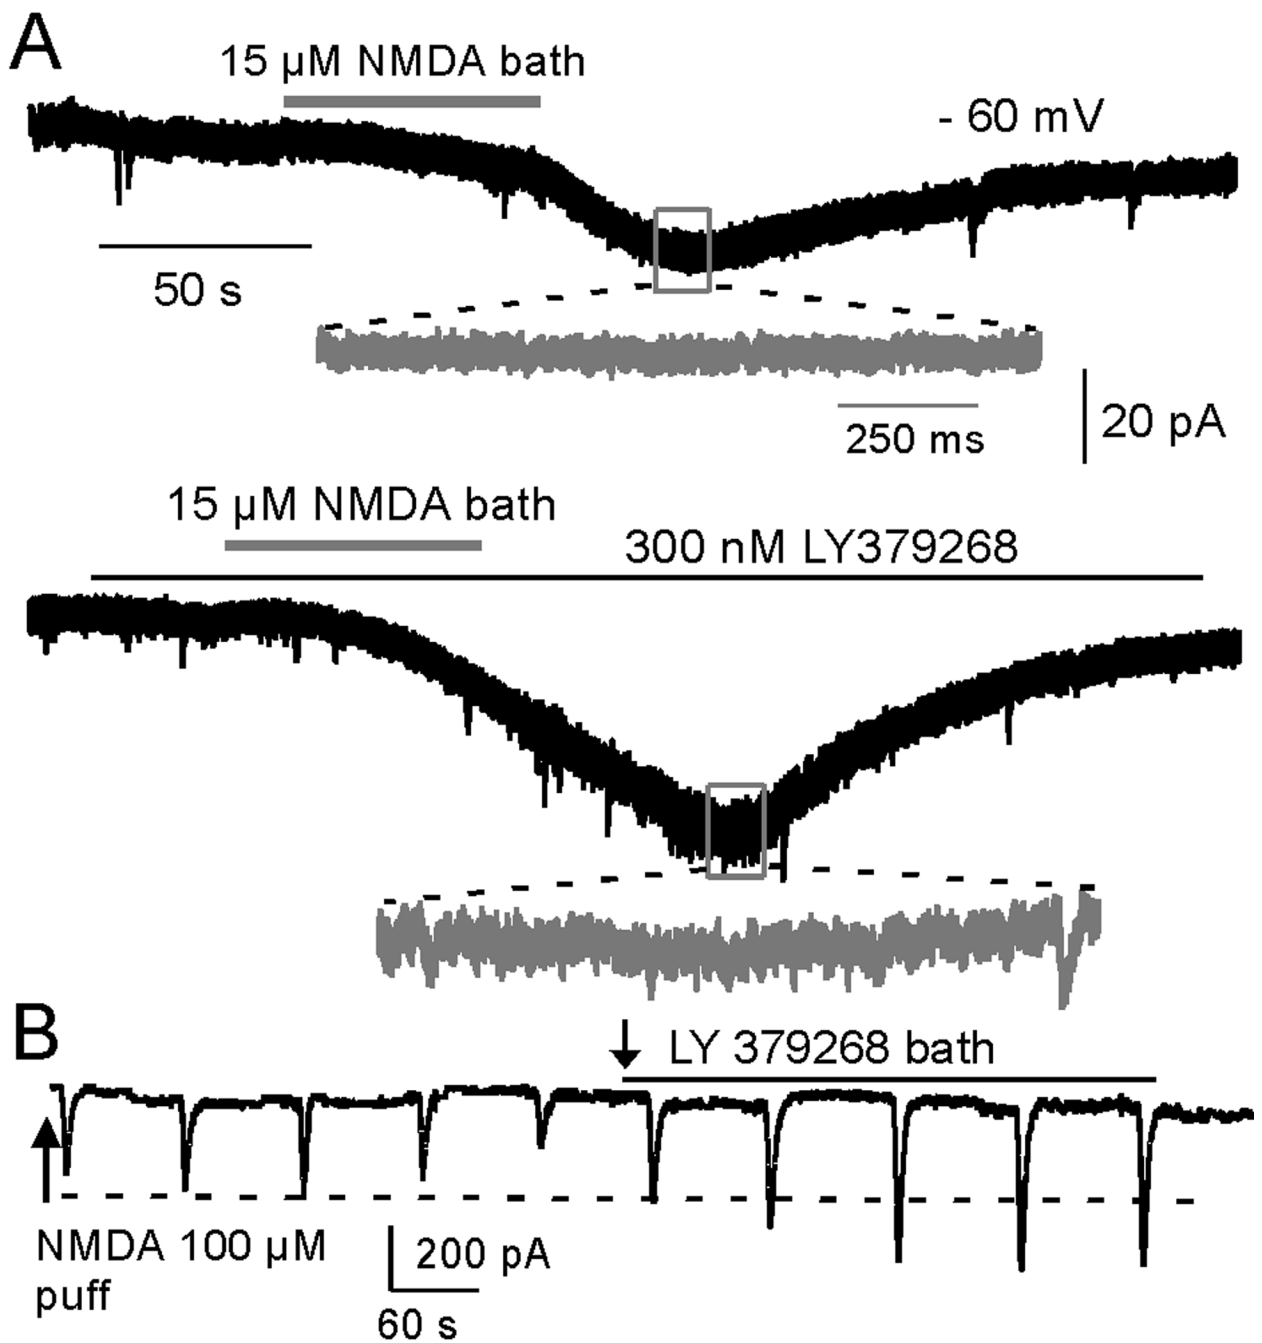 A
15 µM NMDA bath
- 60 mV
50 s
250 ms
20 pA
15 µM NMDA bath
300 nM LY379268
B
LY 379268 bath
NMDA 100 µM
puff
200 pA
60 s